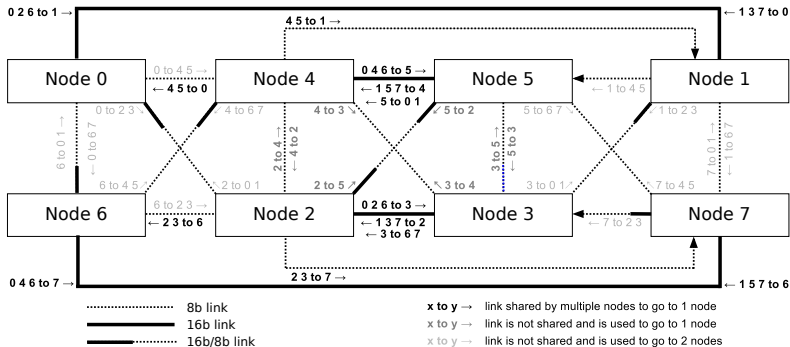 0 2 6 to 1 →
← 1 3 7 to 0
4 5 to 1 →
Node 0
0 to 4 5 →
← 4 5 to 0
Node 4
0 4 6 to 5 →
← 1 5 7 to 4
← 5 to 0 1
Node 5
← 1 to 4 5
Node 1
0 to 2 3 ↘
↙ 4 to 6 7
4 to 3 ↘
↙ 5 to 2
5 to 6 7 ↘
↙ 1 to 2 3
6 to 0 1 →
← 0 to 6 7
2 to 4 →
← 4 to 2
3 to 5 →
← 5 to 3
7 to 0 1 →
← 1 to 6 7
6 to 4 5 ↗
↖ 2 to 0 1
2 to 5 ↗
↖ 3 to 4
3 to 0 1 ↗
↖ 7 to 4 5
Node 6
6 to 2 3 →
← 2 3 to 6
Node 2
0 2 6 to 3 →
← 1 3 7 to 2
← 3 to 6 7
Node 3
← 7 to 2 3
Node 7
2 3 to 7 →
0 4 6 to 7 →
← 1 5 7 to 6
8b link
16b link
16b/8b link
x to y → link shared by multiple nodes to go to 1 node
x to y → link is not shared and is used to go to 1 node
x to y → link is not shared and is used to go to 2 nodes